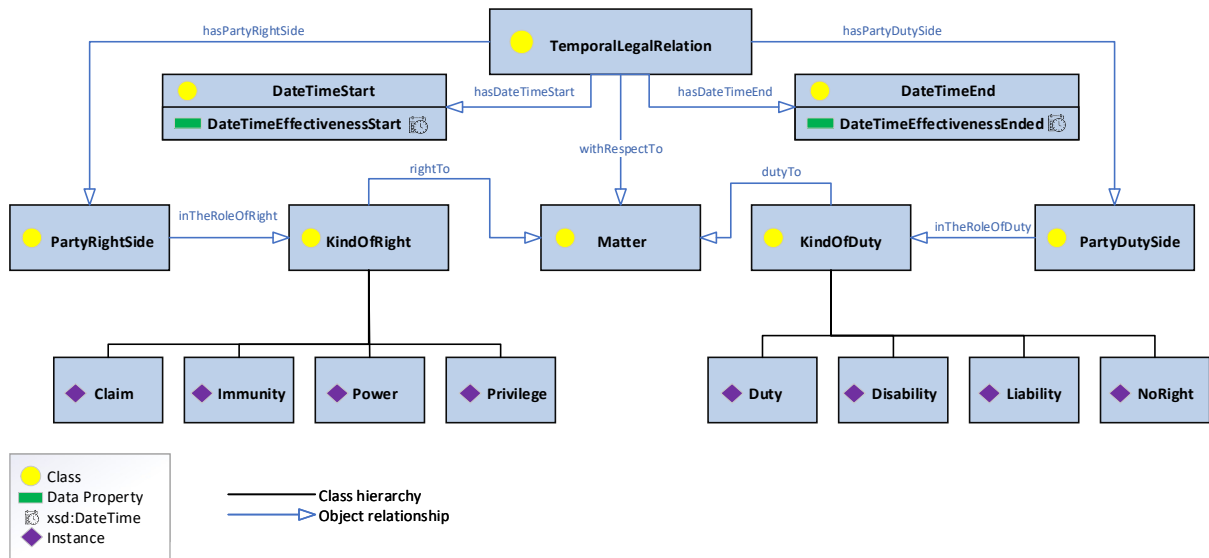 hasPartyRightSide
TemporalLegalRelation
hasPartyDutySide
DateTimeStart
hasDateTimeStart
hasDateTimeEnd
DateTimeEnd
DateTimeEffectivenessStart
DateTimeEffectivenessEnded
withRespectTo
rightTo
dutyTo
inTheRoleOfRight
inTheRoleOfDuty
PartyRightSide
KindOfRight
Matter
KindOfDuty
PartyDutySide
Claim
Immunity
Power
Privilege
Duty
Disability
Liability
NoRight
Class
Data Property
xsd:DateTime
Instance
Class hierarchy
Object relationship